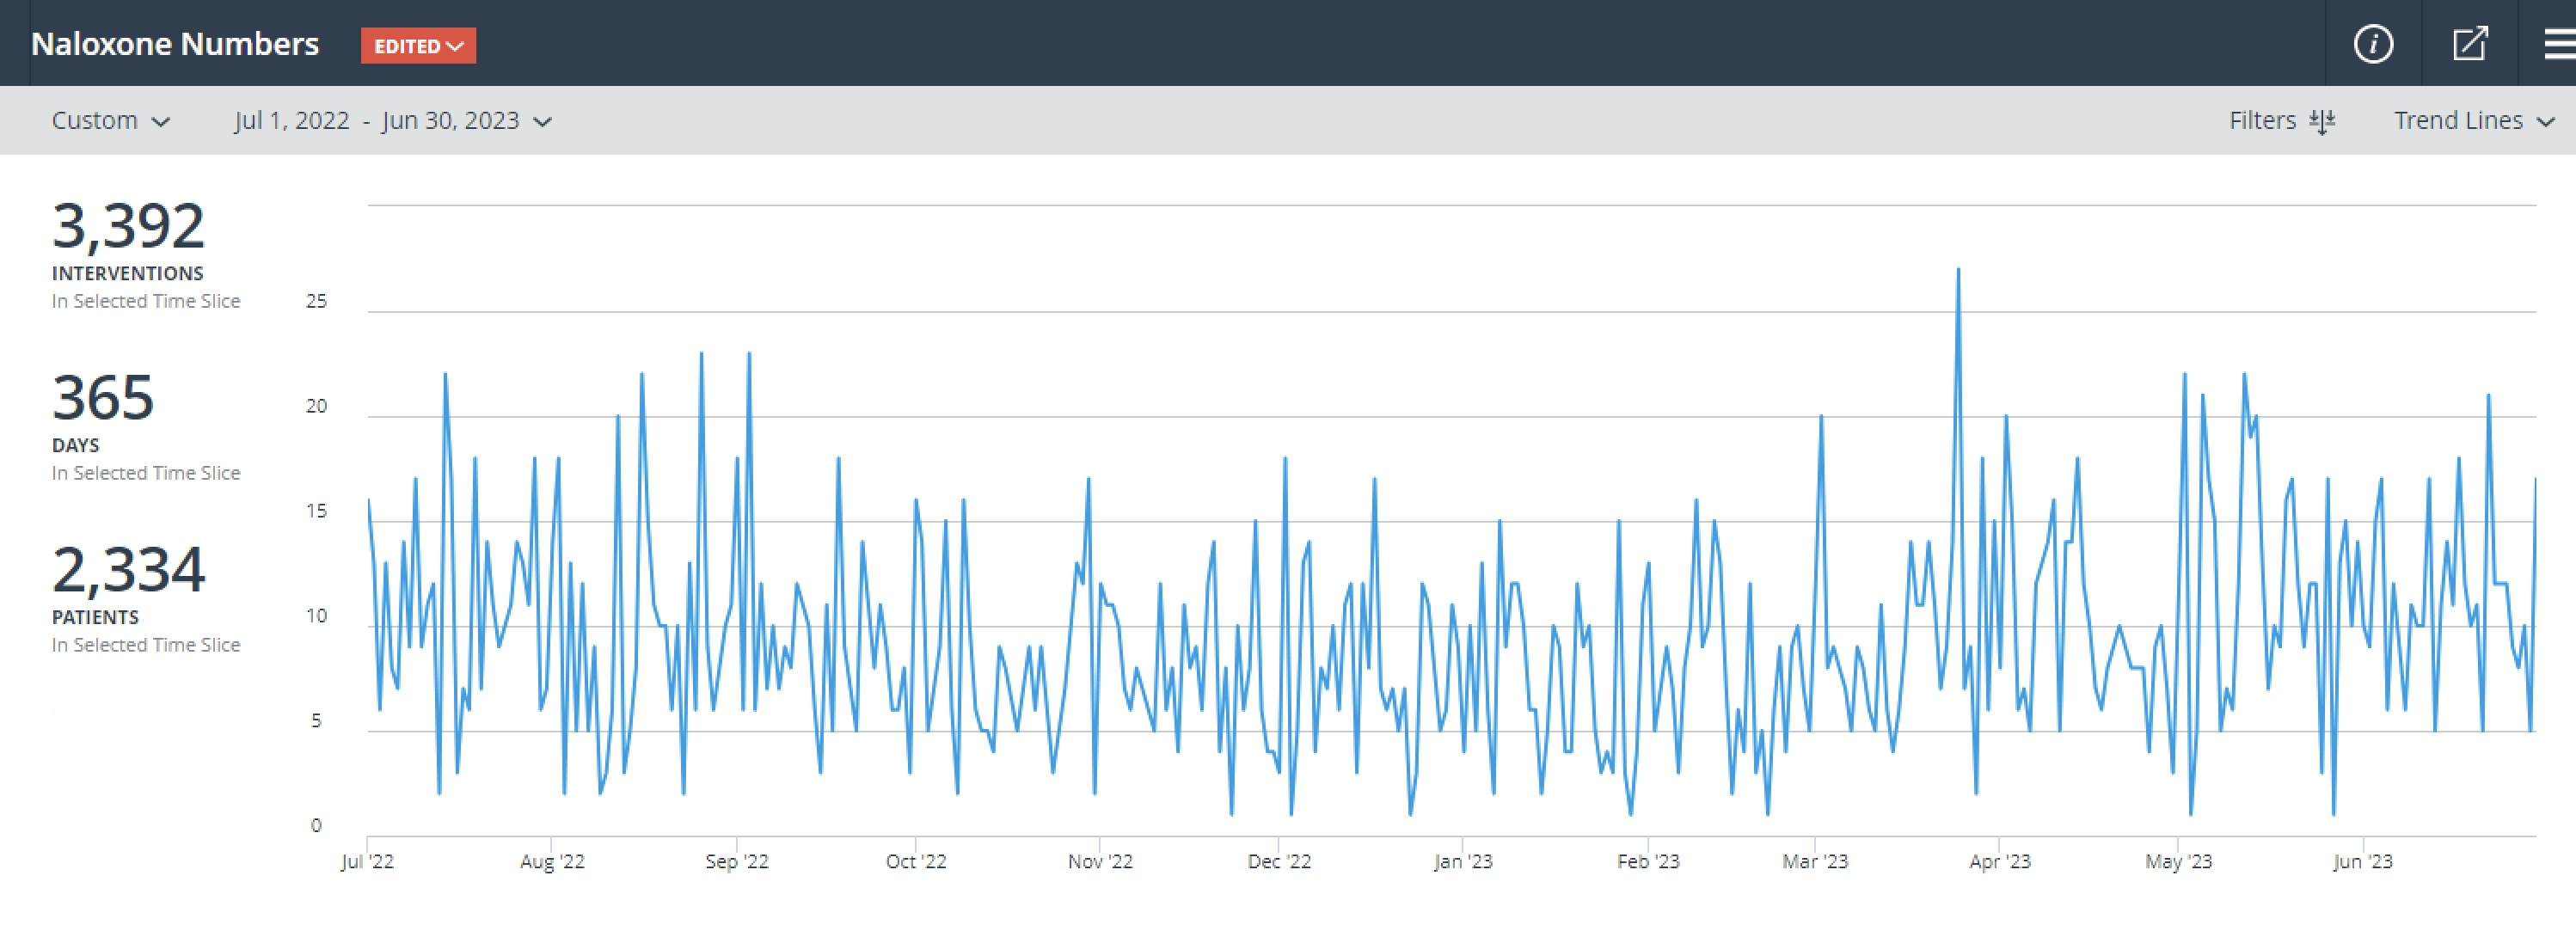 Naloxone Numbers EDITED
Custom Jul 1, 2022 - Jun 30, 2023 Filters Trend Lines
3,392
INTERVENTIONS
In Selected Time Slice
365
DAYS
In Selected Time Slice
2,334
PATIENTS
In Selected Time Slice
25
20
15
10
5
0
Jul '22 Aug '22 Sep '22 Oct '22 Nov '22 Dec '22 Jan '23 Feb '23 Mar '23 Apr '23 May '23 Jun '23